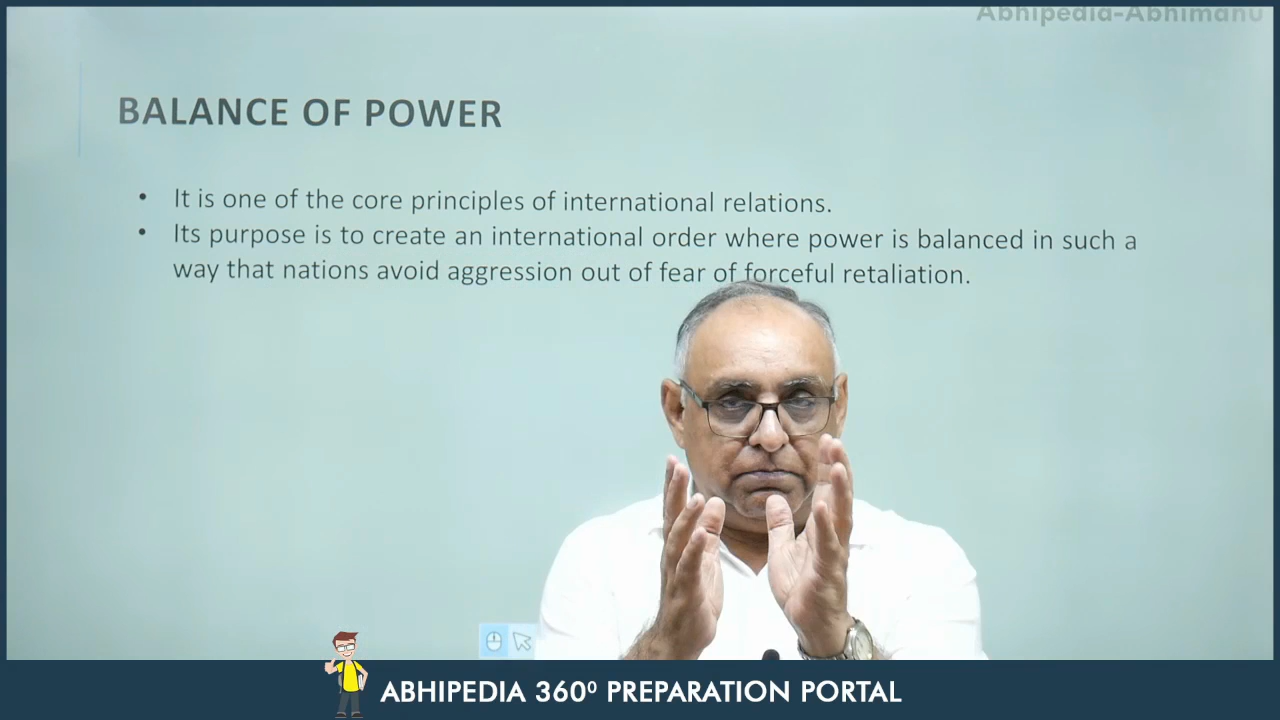 Abhipedia-Abhimanu
BALANCE OF POWER
• It is one of the core principles of international relations.
• Its purpose is to create an international order where power is balanced in such a
way that nations avoid aggression out of fear of forceful retaliation.
ABHIPEDIA 360⁰ PREPARATION PORTAL